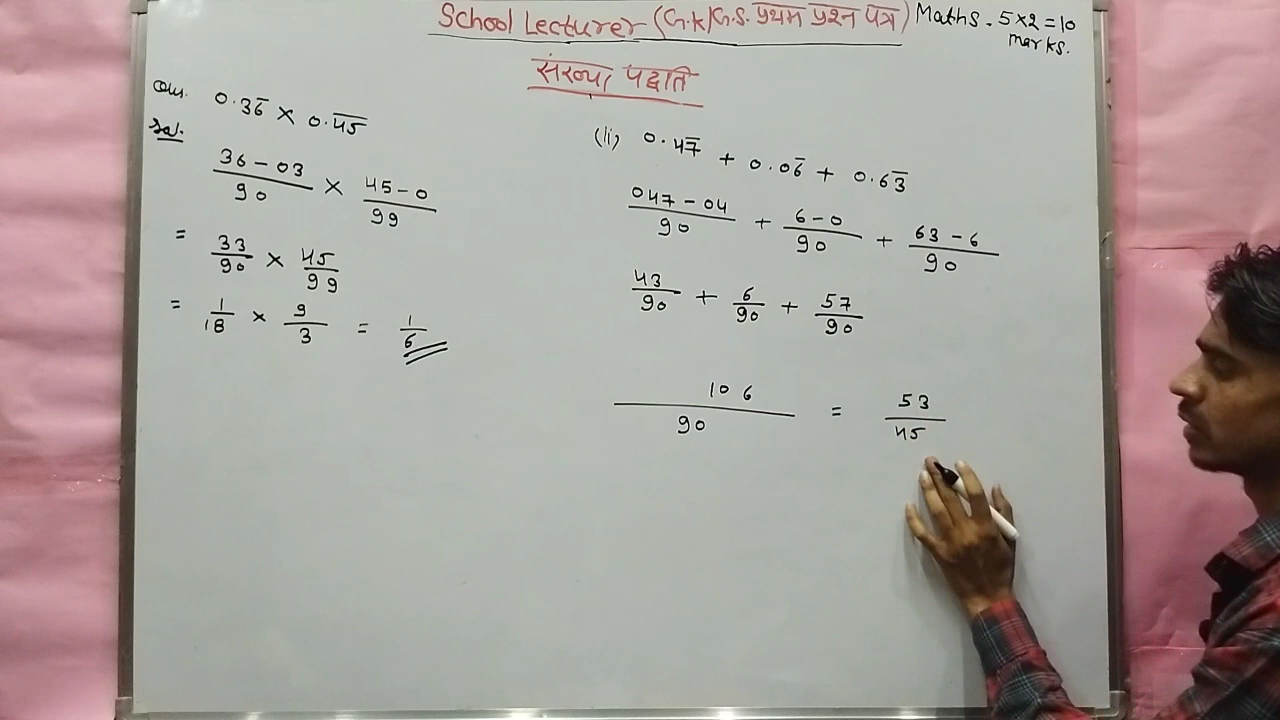 School Lecturer (G.K/G.S. प्रथम प्रश्न पत्र) Maths - 5×2=10
marks.
संख्या पद्धति
Ques. 0.36̅ × 0.4̅5̅
Sol.
36-03/90 × 45-0/99
= 33/90 × 45/99
= 1/18 × 9/3 = 1/6
(ii) 0.47̅ + 0.06̅ + 0.63̅
047-04/90 + 6-0/90 + 63-6/90
43/90 + 6/90 + 57/90
106/90 = 53/45